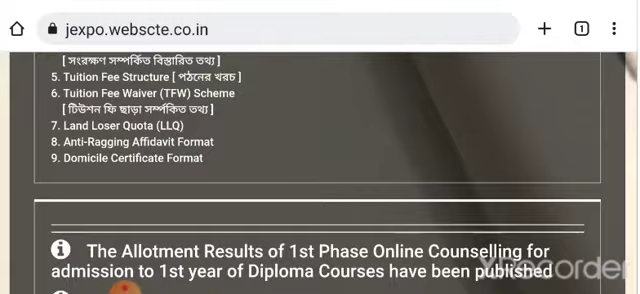 jexpo.webscte.co.in
[ সংরক্ষণ সম্পর্কিত বিস্তারিত তথ্য ]
5. Tuition Fee Structure [ পঠনের খরচ ]
6. Tuition Fee Waiver (TFW) Scheme
[ টিউশন ফি ছাড়া সম্পর্কিত তথ্য ]
7. Land Loser Quota (LLQ)
8. Anti-Ragging Affidavit Format
9. Domicile Certificate Format
The Allotment Results of 1st Phase Online Counselling for
admission to 1st year of Diploma Courses have been published